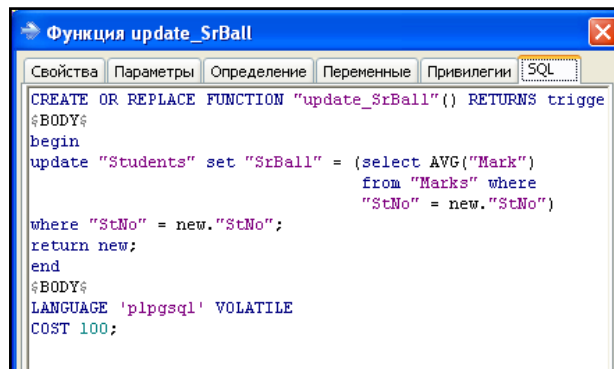 Функция update_SrBall
Свойства Параметры Определение Переменные Привилегии SQL
CREATE OR REPLACE FUNCTION "update_SrBall"() RETURNS trigge
$BODY$
begin
update "Students" set "SrBall" = (select AVG("Mark")
from "Marks" where
"StNo" = new."StNo")
where "StNo" = new."StNo";
return new;
end
$BODY$
LANGUAGE 'plpgsql' VOLATILE
COST 100;